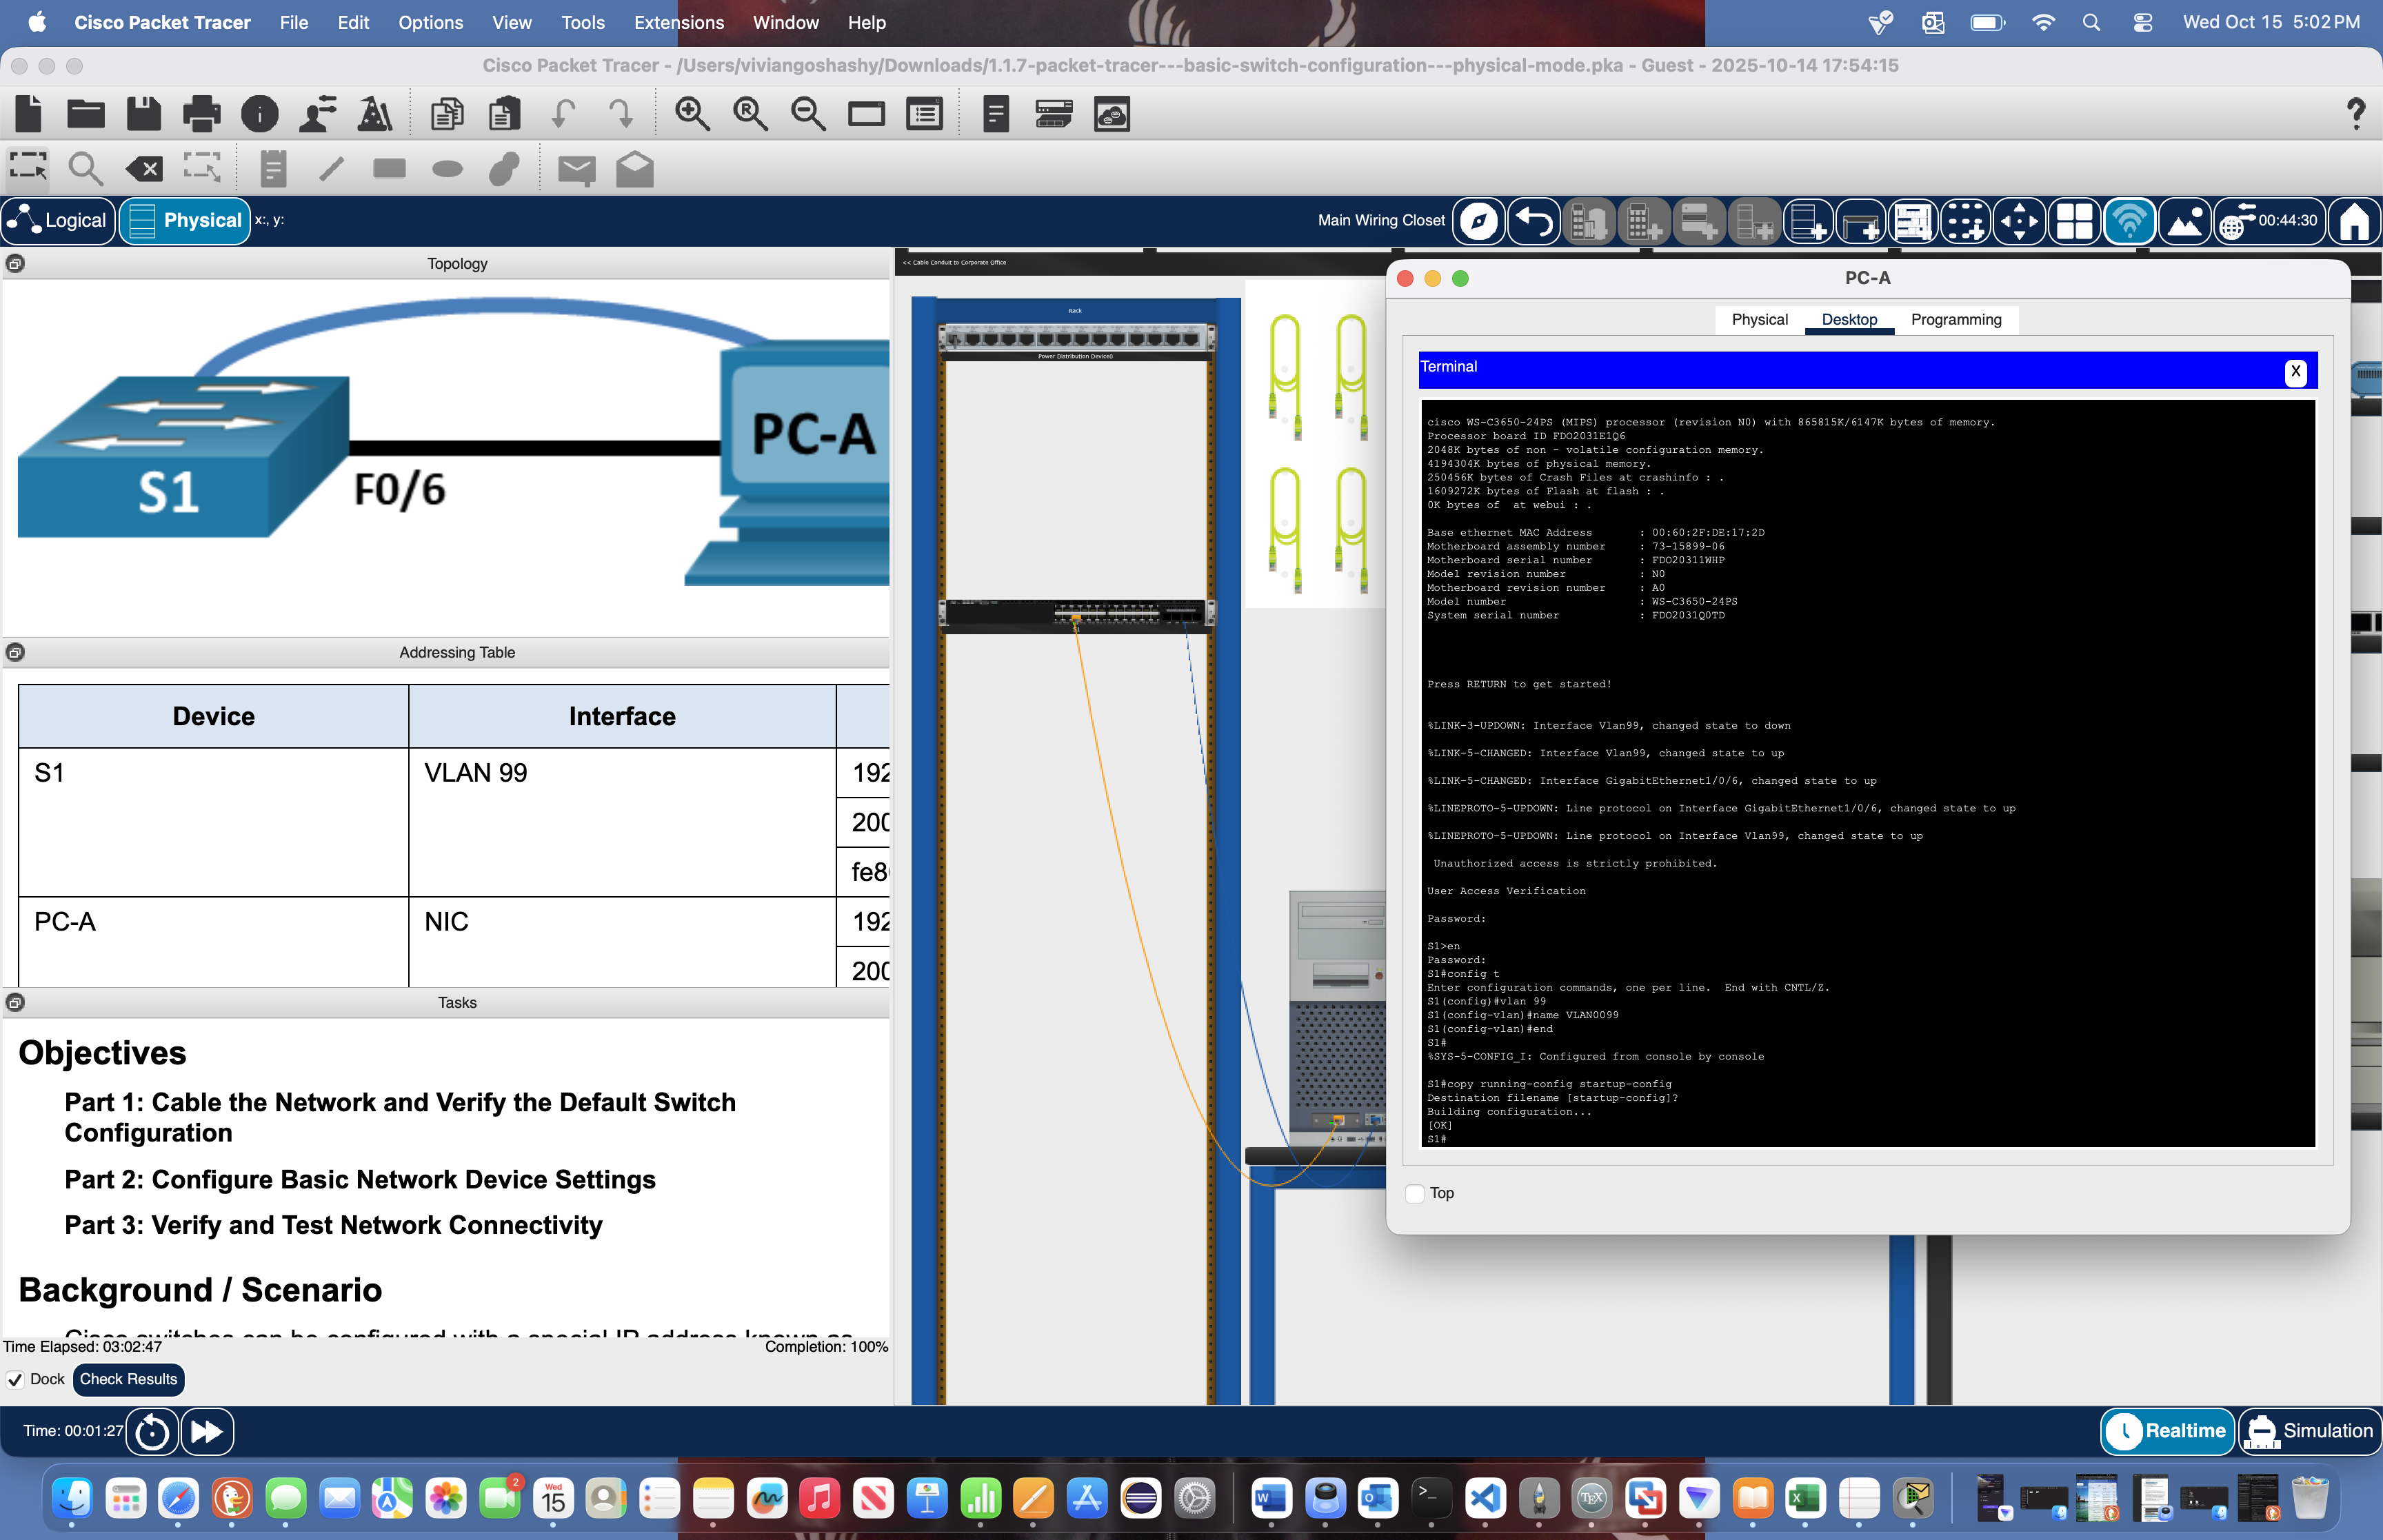 Cisco Packet Tracer File Edit Options View Tools Extensions Window Help Wed Oct 15 5:02 PM
Cisco Packet Tracer - /Users/viviangoshashy/Downloads/1.1.7-packet-tracer---basic-switch-configuration---physical-mode.pka - Guest - 2025-10-14 17:54:15
Logical Physical x:, y: Main Wiring Closet 00:44:30
Topology
S1
F0/6
PC-A
Addressing Table
Device Interface
S1 VLAN 99 192
200
fe8
PC-A NIC 192
200
Tasks
Objectives
Part 1: Cable the Network and Verify the Default Switch
Configuration
Part 2: Configure Basic Network Device Settings
Part 3: Verify and Test Network Connectivity
Background / Scenario
Cisco switches can be configured with a special IP address known as
Time Elapsed: 03:02:47 Completion: 100%
Dock Check Results
<< Cable Conduit to Corporate Office
Rack
Power Distribution Device0
S1
PC-A
Physical Desktop Programming
Terminal X
cisco WS-C3650-24PS (MIPS) processor (revision N0) with 865815K/6147K bytes of memory.
Processor board ID FDO2031E1Q6
2048K bytes of non - volatile configuration memory.
4194304K bytes of physical memory.
250456K bytes of Crash Files at crashinfo : .
1609272K bytes of Flash at flash : .
0K bytes of  at webui : .
Base ethernet MAC Address : 00:60:2F:DE:17:2D
Motherboard assembly number : 73-15899-06
Motherboard serial number : FDO20311WHP
Model revision number : N0
Motherboard revision number : A0
Model number : WS-C3650-24PS
System serial number : FDO2031Q0TD
Press RETURN to get started!
%LINK-3-UPDOWN: Interface Vlan99, changed state to down
%LINK-5-CHANGED: Interface Vlan99, changed state to up
%LINK-5-CHANGED: Interface GigabitEthernet1/0/6, changed state to up
%LINEPROTO-5-UPDOWN: Line protocol on Interface GigabitEthernet1/0/6, changed state to up
%LINEPROTO-5-UPDOWN: Line protocol on Interface Vlan99, changed state to up
Unauthorized access is strictly prohibited.
User Access Verification
Password:
S1>en
Password:
S1#config t
Enter configuration commands, one per line.  End with CNTL/Z.
S1(config)#vlan 99
S1(config-vlan)#name VLAN0099
S1(config-vlan)#end
S1#
%SYS-5-CONFIG_I: Configured from console by console
S1#copy running-config startup-config
Destination filename [startup-config]?
Building configuration...
[OK]
S1#
Top
Time: 00:01:27 Realtime Simulation
2
Wed
15
TEX